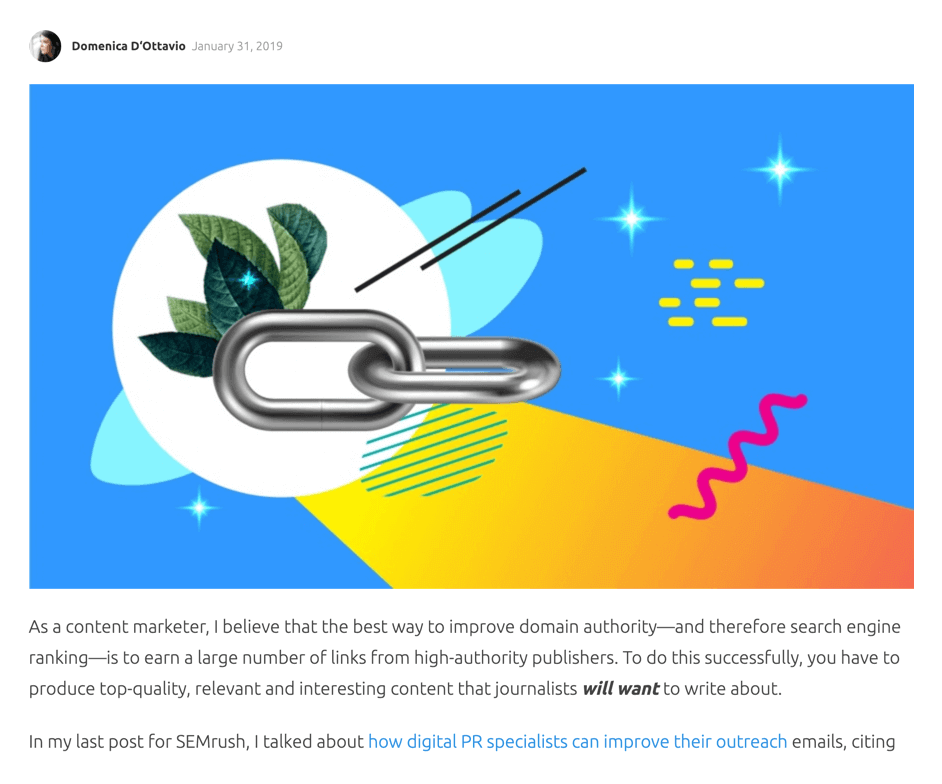 Domenica D'Ottavio January 31, 2019
As a content marketer, I believe that the best way to improve domain authority—and therefore search engine
ranking—is to earn a large number of links from high-authority publishers. To do this successfully, you have to
produce top-quality, relevant and interesting content that journalists will want to write about.
In my last post for SEMrush, I talked about how digital PR specialists can improve their outreach emails, citing